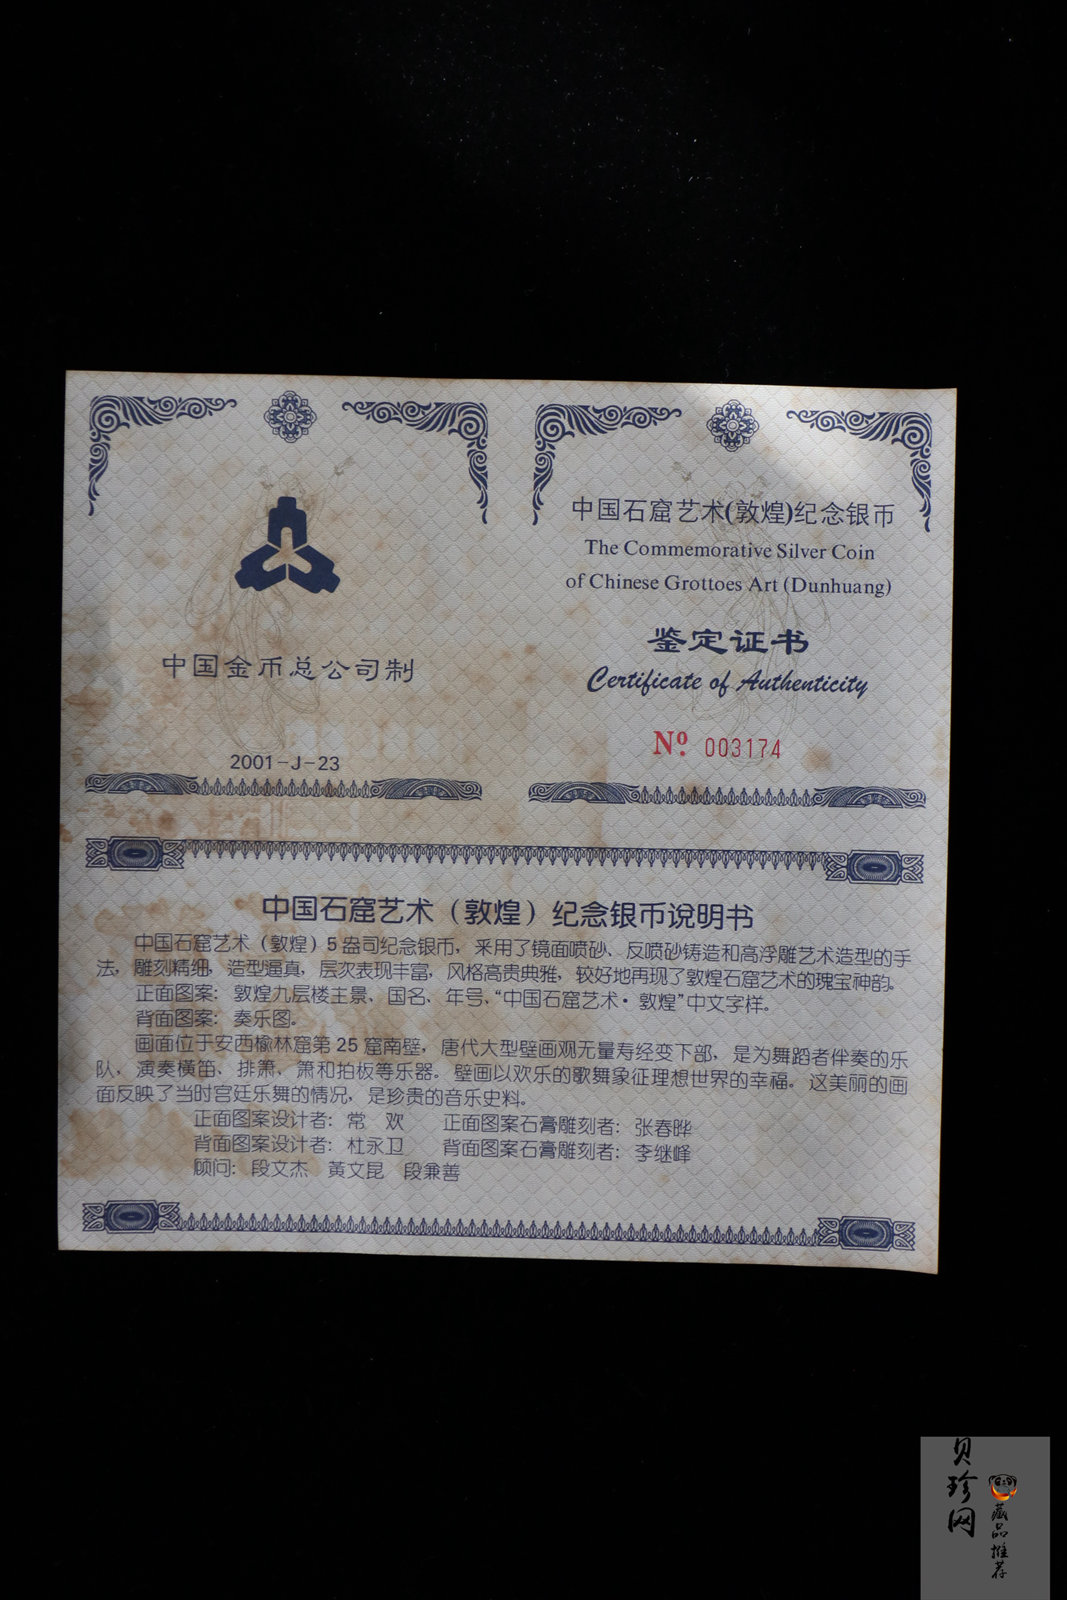 中国金币总公司制
2001-J-23
中国石窟艺术(敦煌)纪念银币
The Commemorative Silver Coin
of Chinese Grottoes Art (Dunhuang)
鉴定证书
Certificate of Authenticity
Nº 003174
中国石窟艺术（敦煌）纪念银币说明书
中国石窟艺术（敦煌）5盎司纪念银币，采用了镜面喷砂、反喷砂铸造和高浮雕艺术造型的手
法，雕刻精细，造型逼真，层次表现丰富，风格高贵典雅，较好地再现了敦煌石窟艺术的瑰宝神韵。
正面图案：敦煌九层楼主景、国名、年号、“中国石窟艺术·敦煌”中文字样。
背面图案：奏乐图。
画面位于安西榆林窟第25窟南壁，唐代大型壁画观无量寿经变下部，是为舞蹈者伴奏的乐
队，演奏横笛、排箫、箫和拍板等乐器。壁画以欢乐的歌舞象征理想世界的幸福。这美丽的画
面反映了当时宫廷乐舞的情况，是珍贵的音乐史料。
正面图案设计者：常　欢　　正面图案石膏雕刻者：张春晔
背面图案设计者：杜永卫　　背面图案石膏雕刻者：李继峰
顾问：段文杰　黄文昆　段兼善
贝珍网
藏品推荐